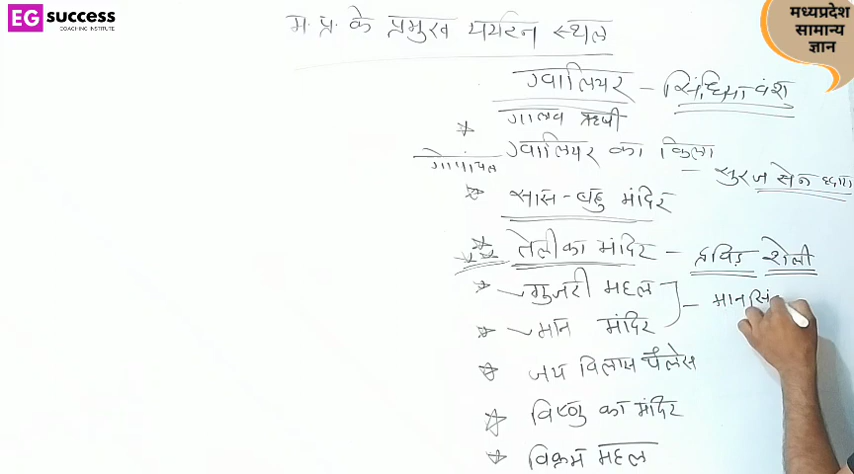 EG success
COACHING INSTITUTE
मध्यप्रदेश
सामान्य
ज्ञान
म. प्र. के प्रमुख पर्यटन स्थल
ग्वालियर - सिंधिया वंश
गालव ऋषी
ग्वालियर का किला - सुरज सेन द्वारा
गोपांचल
सास-बहु मंदिर
तेली का मंदिर - द्रविड़ शैली
गुजरी महल
मान मंदिर - मानसिं
जय विलास पैलेस
विष्णु का मंदिर
विक्रम महल